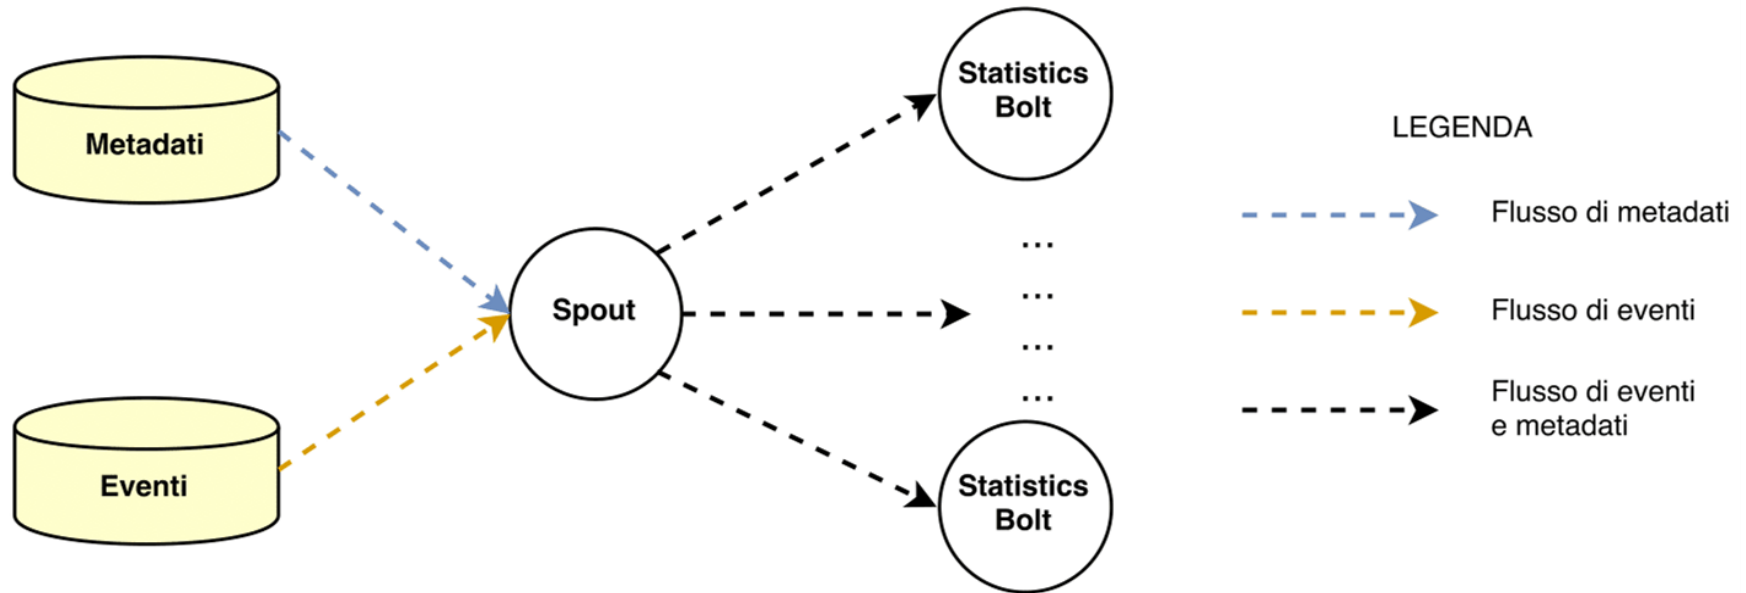 Metadati
Eventi
Spout
Statistics
Bolt
...
...
...
...
Statistics
Bolt
LEGENDA
Flusso di metadati
Flusso di eventi
Flusso di eventi
e metadati